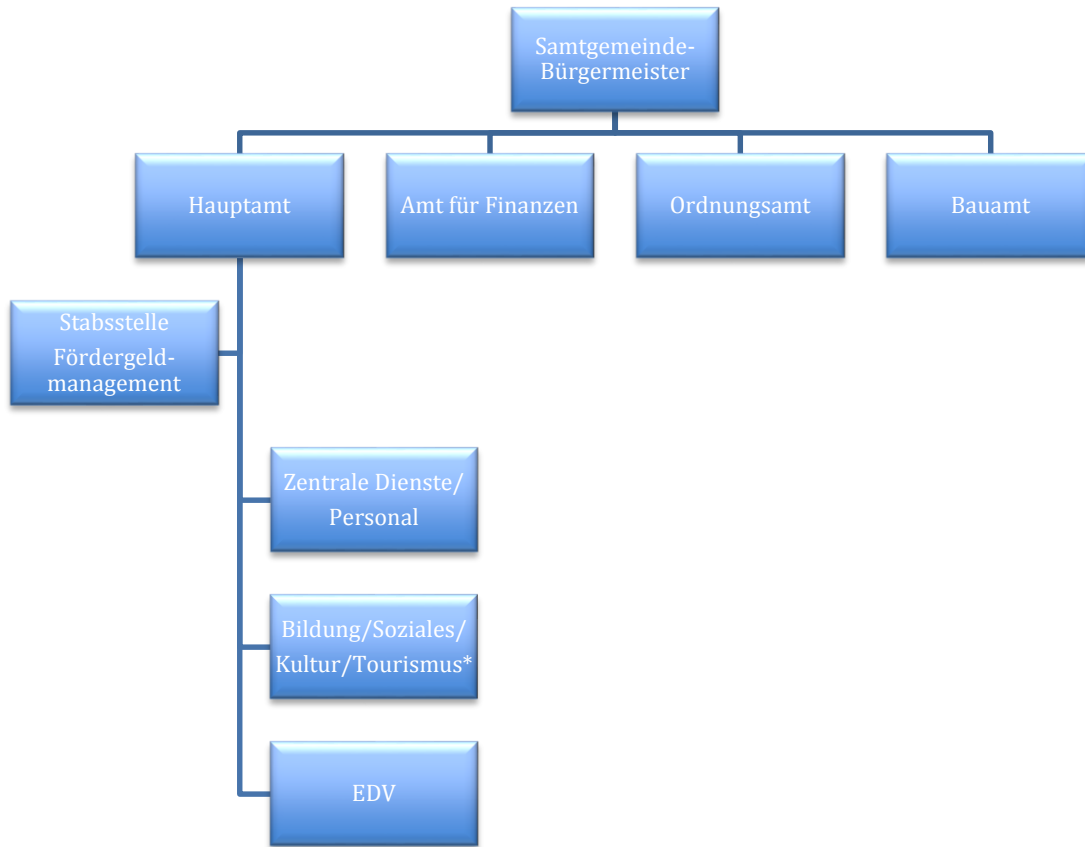 Samtgemeinde-
Bürgermeister
Hauptamt
Amt für Finanzen
Ordnungsamt
Bauamt
Stabsstelle
Fördergeld-
management
Zentrale Dienste/
Personal
Bildung/Soziales/
Kultur/Tourismus*
EDV